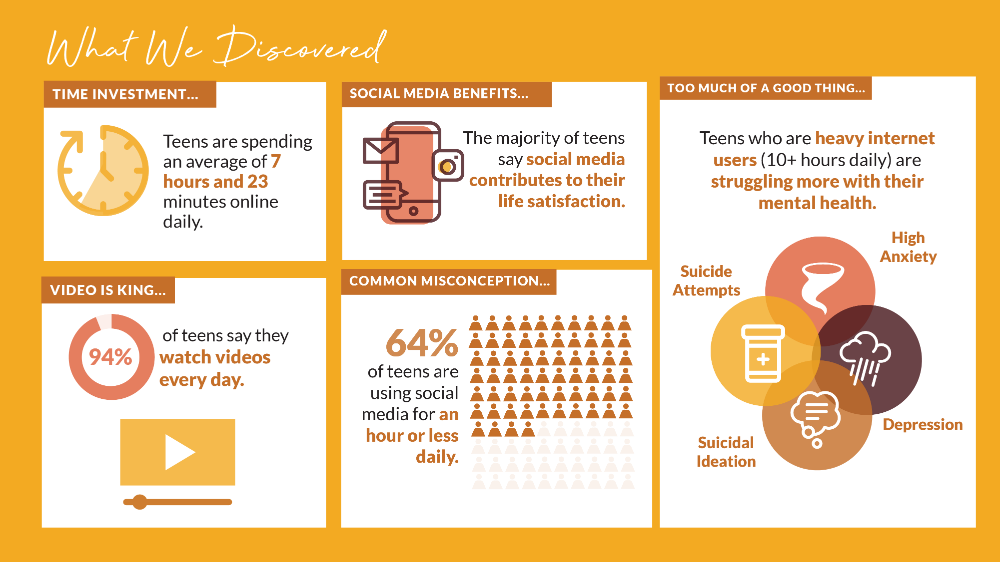 What We Discovered
TIME INVESTMENT...
Teens are spending
an average of 7
hours and 23
minutes online
daily.
SOCIAL MEDIA BENEFITS...
The majority of teens
say social media
contributes to their
life satisfaction.
VIDEO IS KING...
94%
of teens say they
watch videos
every day.
COMMON MISCONCEPTION...
64%
of teens are
using social
media for an
hour or less
daily.
TOO MUCH OF A GOOD THING...
Teens who are heavy internet
users (10+ hours daily) are
struggling more with their
mental health.
High
Anxiety
Suicide
Attempts
Depression
Suicidal
Ideation